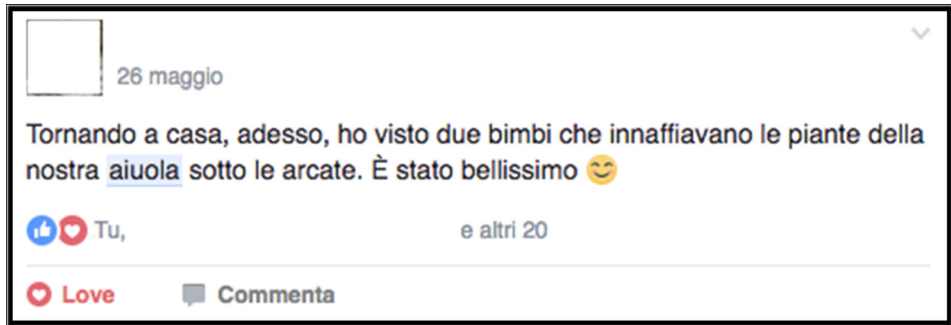 26 maggio
Tornando a casa, adesso, ho visto due bimbi che innaffiavano le piante della
nostra aiuola sotto le arcate. È stato bellissimo 😊
Tu, e altri 20
Love Commenta